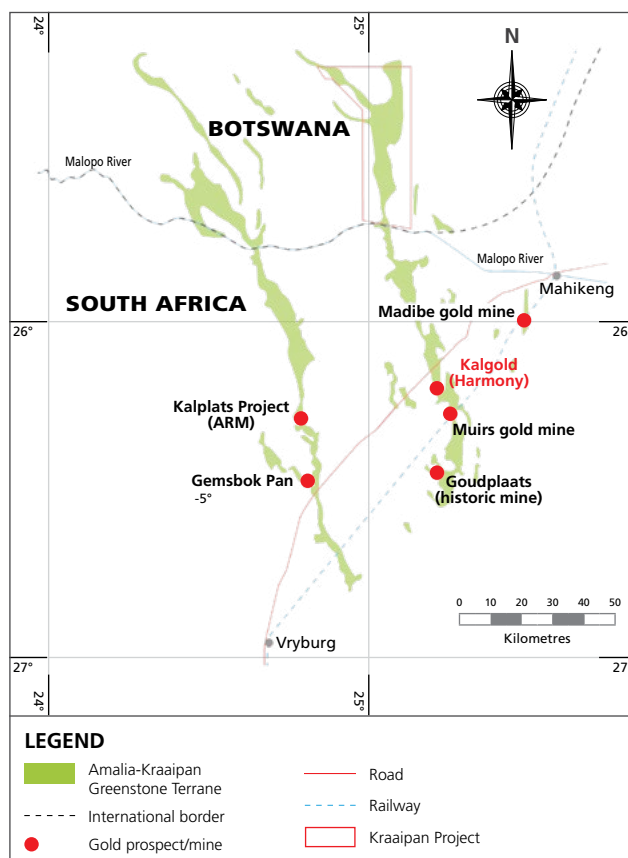 24°
25°
N
BOTSWANA
Malopo River
Malopo River
Mahikeng
SOUTH AFRICA
Madibe gold mine
26°
26
Kalgold
(Harmony)
Kalplats Project
(ARM)
Muirs gold mine
Gemsbok Pan
-5°
Goudplaats
(historic mine)
0 10 20 30 40 50
Kilometres
Vryburg
27°
27
24°
25°
LEGEND
Amalia-Kraaipan
Greenstone Terrane
International border
Gold prospect/mine
Road
Railway
Kraaipan Project